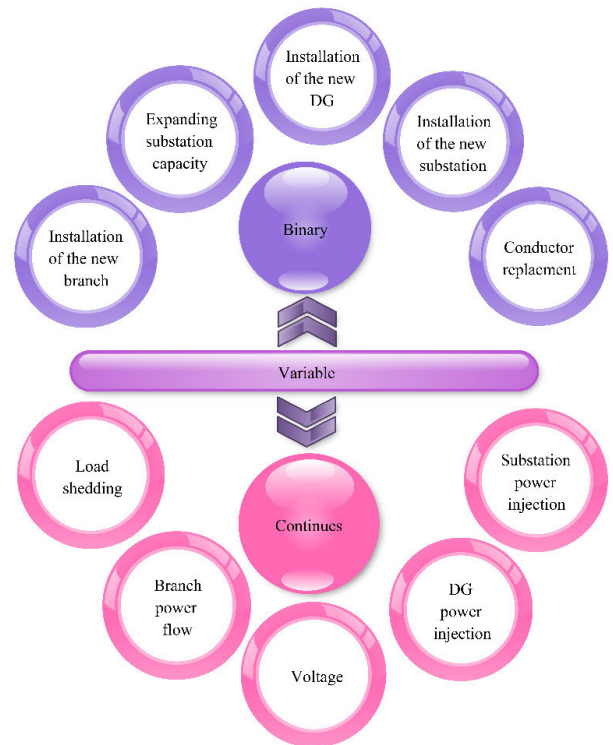 Installation
of the new
DG
Expanding
substation
capacity
Installation
of the new
substation
Installation
of the new
branch
Binary
Conductor
replacment
Variable
Load
shedding
Continues
Substation
power
injection
Branch
power
flow
DG
power
injection
Voltage